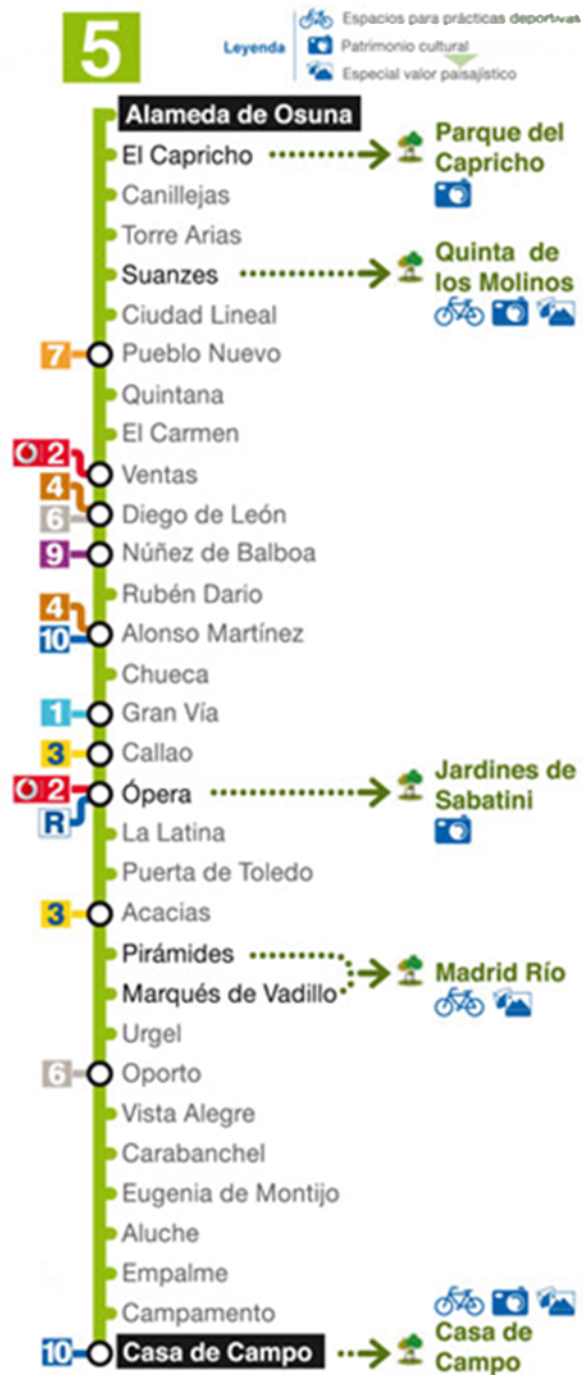 5
Leyenda
Espacios para prácticas deportivas
Patrimonio cultural
Especial valor paisajístico
Alameda de Osuna
El Capricho
Parque del
Capricho
Canillejas
Torre Arias
Suanzes
Quinta de
los Molinos
Ciudad Lineal
7 Pueblo Nuevo
Quintana
El Carmen
2 Ventas
4
6 Diego de León
9 Núñez de Balboa
Rubén Dario
4
10 Alonso Martínez
Chueca
1 Gran Vía
3 Callao
2 Ópera
R
Jardines de
Sabatini
La Latina
Puerta de Toledo
3 Acacias
Pirámides
Marqués de Vadillo
Madrid Río
Urgel
6 Oporto
Vista Alegre
Carabanchel
Eugenia de Montijo
Aluche
Empalme
Campamento
10 Casa de Campo
Casa de
Campo